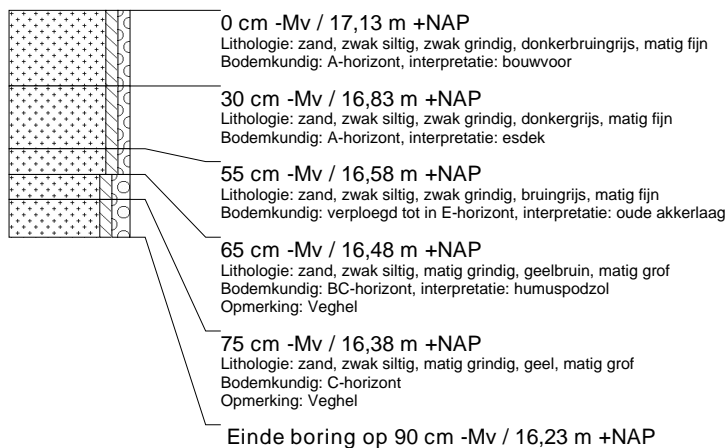 0 cm -Mv / 17,13 m +NAP
Lithologie: zand, zwak siltig, zwak grindig, donkerbruingrijs, matig fijn
Bodemkundig: A-horizont, interpretatie: bouwvoor
30 cm -Mv / 16,83 m +NAP
Lithologie: zand, zwak siltig, zwak grindig, donkergrijs, matig fijn
Bodemkundig: A-horizont, interpretatie: esdek
55 cm -Mv / 16,58 m +NAP
Lithologie: zand, zwak siltig, zwak grindig, bruingrijs, matig fijn
Bodemkundig: verploegd tot in E-horizont, interpretatie: oude akkerlaag
65 cm -Mv / 16,48 m +NAP
Lithologie: zand, zwak siltig, matig grindig, geelbruin, matig grof
Bodemkundig: BC-horizont, interpretatie: humuspodzol
Opmerking: Veghel
75 cm -Mv / 16,38 m +NAP
Lithologie: zand, zwak siltig, matig grindig, geel, matig grof
Bodemkundig: C-horizont
Opmerking: Veghel
Einde boring op 90 cm -Mv / 16,23 m +NAP